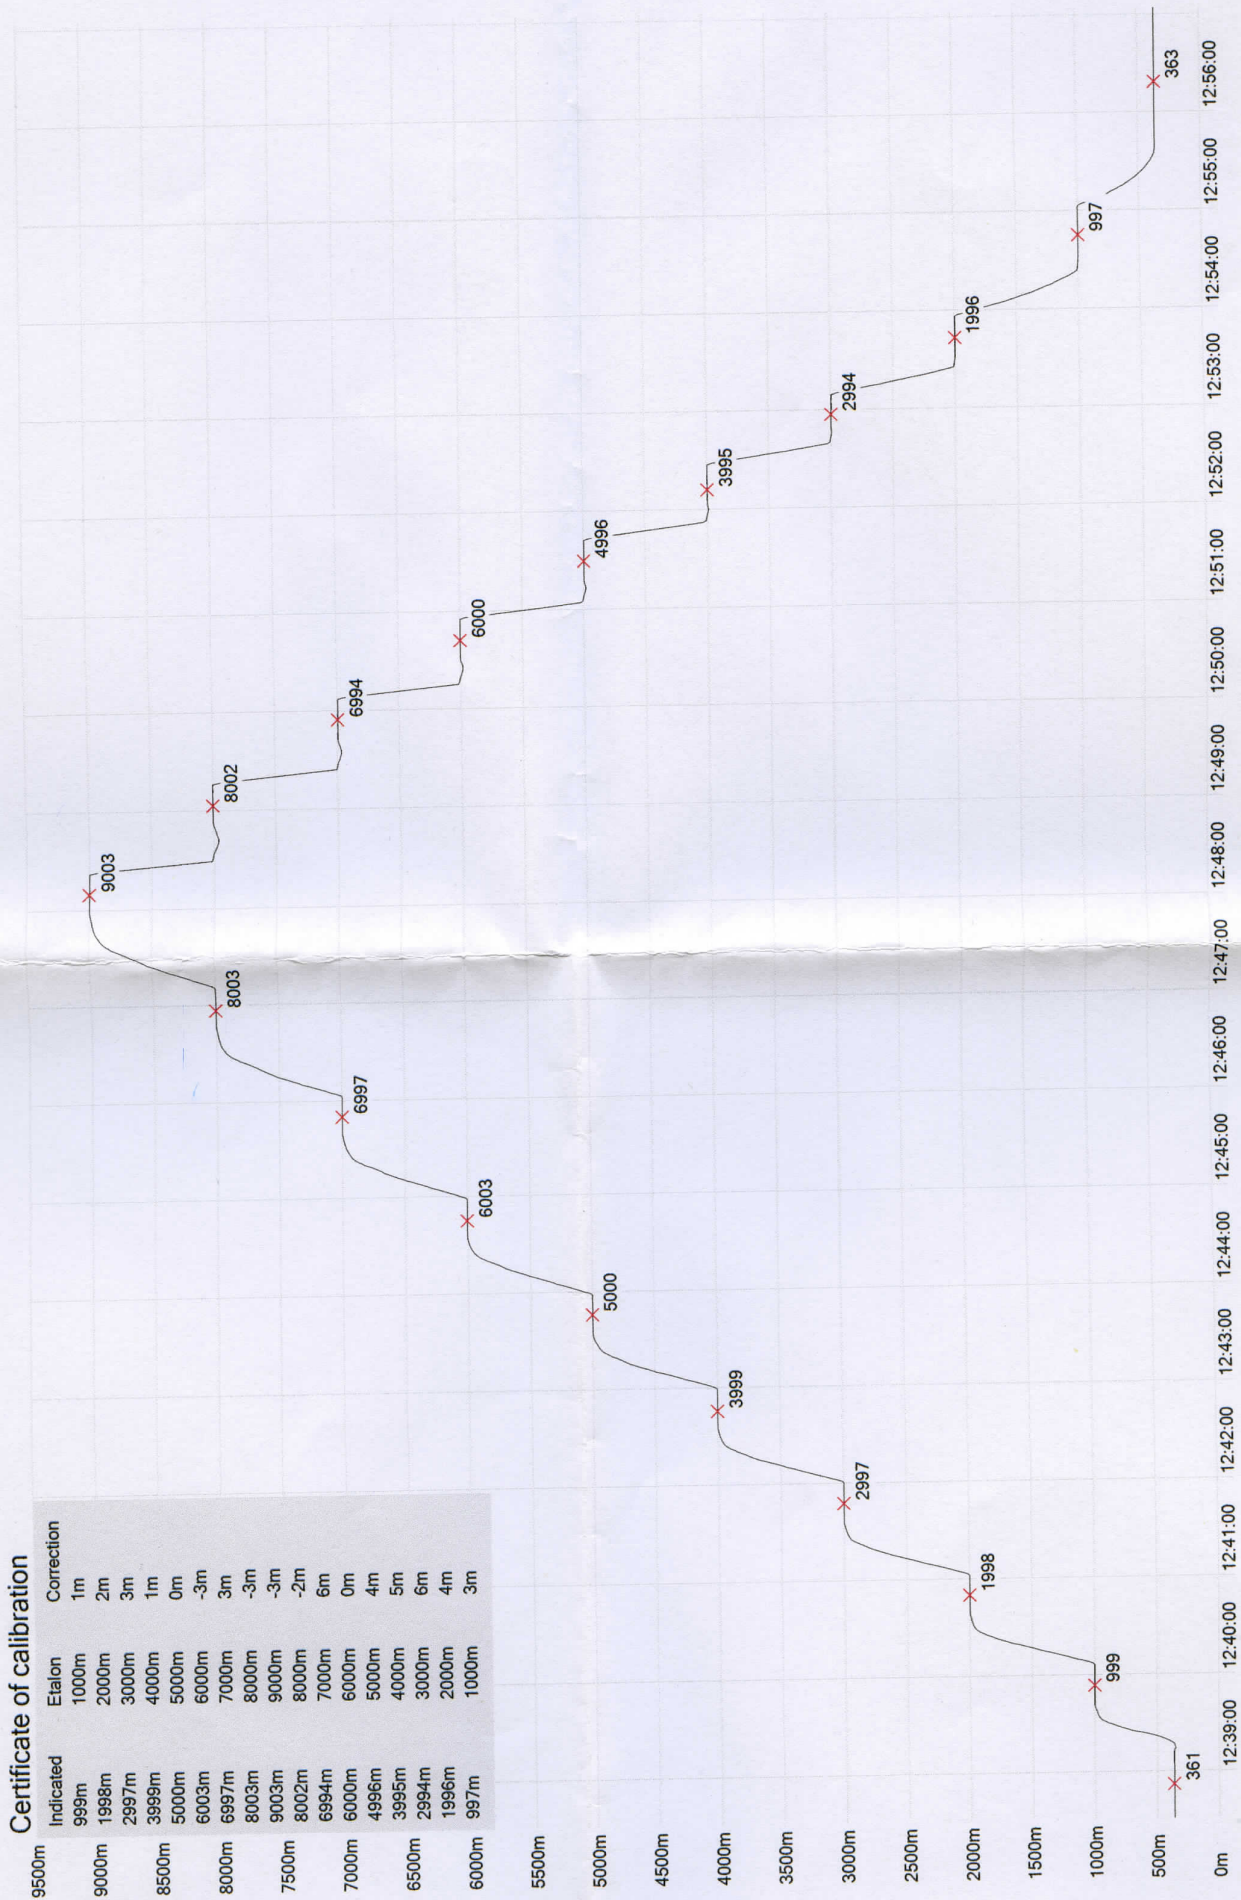 Certificate of calibration
Indicated Etalon Correction
999m 1000m 1m
1998m 2000m 2m
2997m 3000m 3m
3999m 4000m 1m
5000m 5000m 0m
6003m 6000m -3m
6997m 7000m 3m
8003m 8000m -3m
9003m 9000m -3m
8002m 8000m -2m
6994m 7000m 6m
6000m 6000m 0m
4996m 5000m 4m
3995m 4000m 5m
2994m 3000m 6m
1996m 2000m 4m
997m 1000m 3m
9500m
9000m
8500m
8000m
7500m
7000m
6500m
6000m
5500m
5000m
4500m
4000m
3500m
3000m
2500m
2000m
1500m
1000m
500m
0m
361
999
1998
2997
3999
5000
6003
6997
8003
9003
8002
6994
6000
4996
3995
2994
1996
997
363
12:39:00
12:40:00
12:41:00
12:42:00
12:43:00
12:44:00
12:45:00
12:46:00
12:47:00
12:48:00
12:49:00
12:50:00
12:51:00
12:52:00
12:53:00
12:54:00
12:55:00
12:56:00